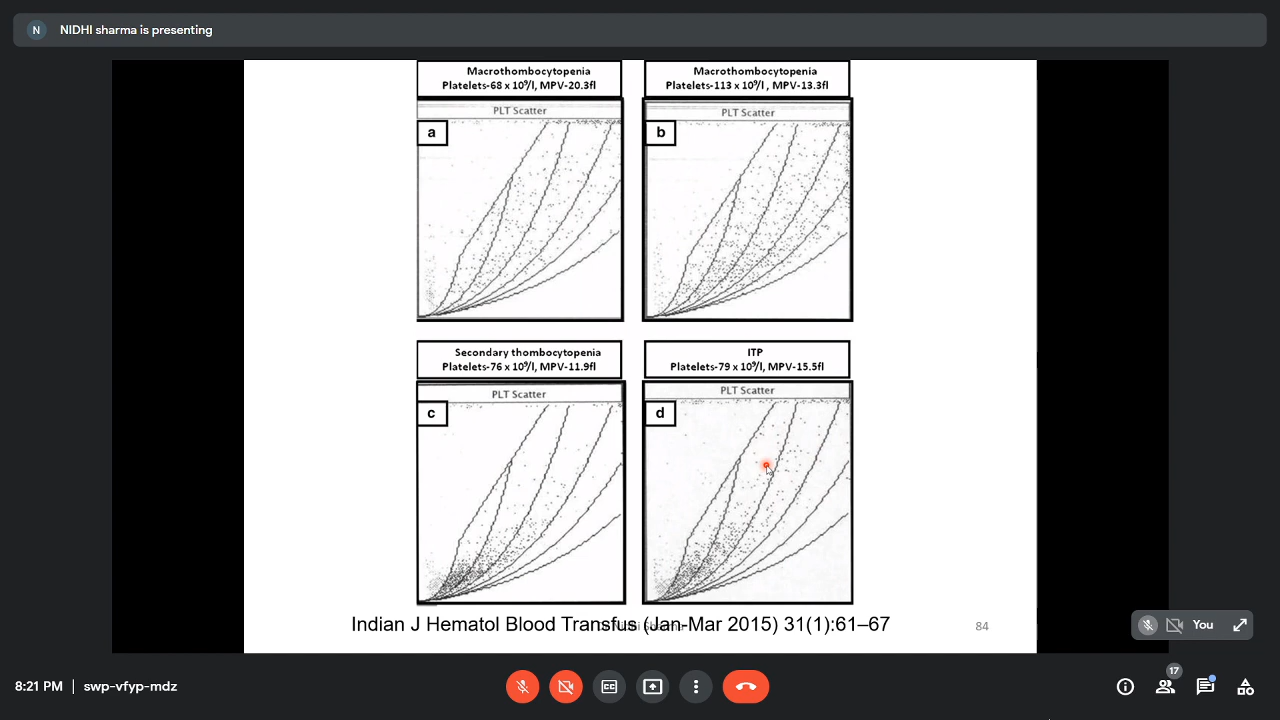 N NIDHI sharma is presenting
Macrothombocytopenia
Platelets-68 x 10⁹/l, MPV-20.3fl
PLT Scatter
a
Macrothombocytopenia
Platelets-113 x 10⁹/l , MPV-13.3fl
PLT Scatter
b
Secondary thombocytopenia
Platelets-76 x 10⁹/l, MPV-11.9fl
PLT Scatter
c
ITP
Platelets-79 x 10⁹/l, MPV-15.5fl
PLT Scatter
d
Indian J Hematol Blood Transfus (Jan-Mar 2015) 31(1):61–67
84
You
8:21 PM | swp-vfyp-mdz
CC
17